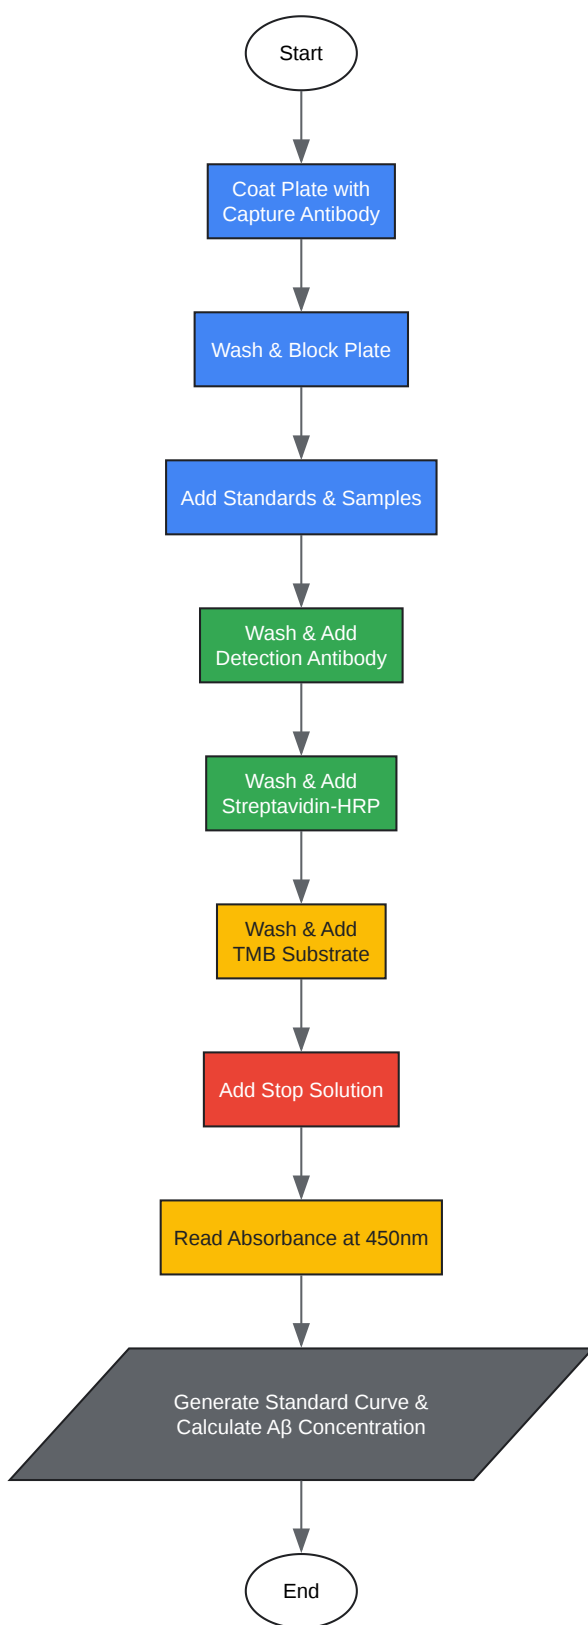 Start
Coat Plate with
Capture Antibody
Wash & Block Plate
Add Standards & Samples
Wash & Add
Detection Antibody
Wash & Add
Streptavidin-HRP
Wash & Add
TMB Substrate
Add Stop Solution
Read Absorbance at 450nm
Generate Standard Curve &
Calculate Aβ Concentration
End